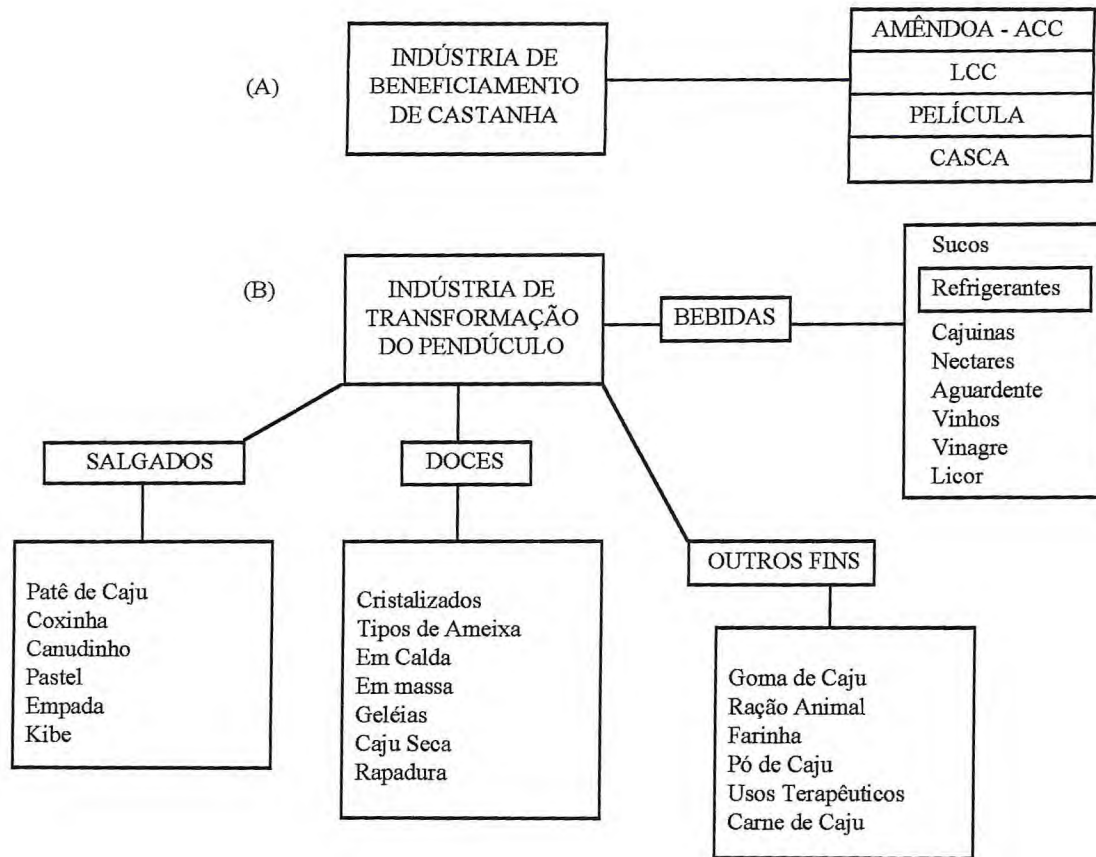 (A)
INDÚSTRIA DE
BENEFICIAMENTO
DE CASTANHA
AMÊNDOA - ACC
LCC
PELÍCULA
CASCA
(B)
INDÚSTRIA DE
TRANSFORMAÇÃO
DO PENDÚCULO
BEBIDAS
Sucos
Refrigerantes
Cajuinas
Nectares
Aguardente
Vinhos
Vinagre
Licor
SALGADOS
Patê de Caju
Coxinha
Canudinho
Pastel
Empada
Kibe
DOCES
Cristalizados
Tipos de Ameixa
Em Calda
Em massa
Geléias
Caju Seca
Rapadura
OUTROS FINS
Goma de Caju
Ração Animal
Farinha
Pó de Caju
Usos Terapêuticos
Carne de Caju